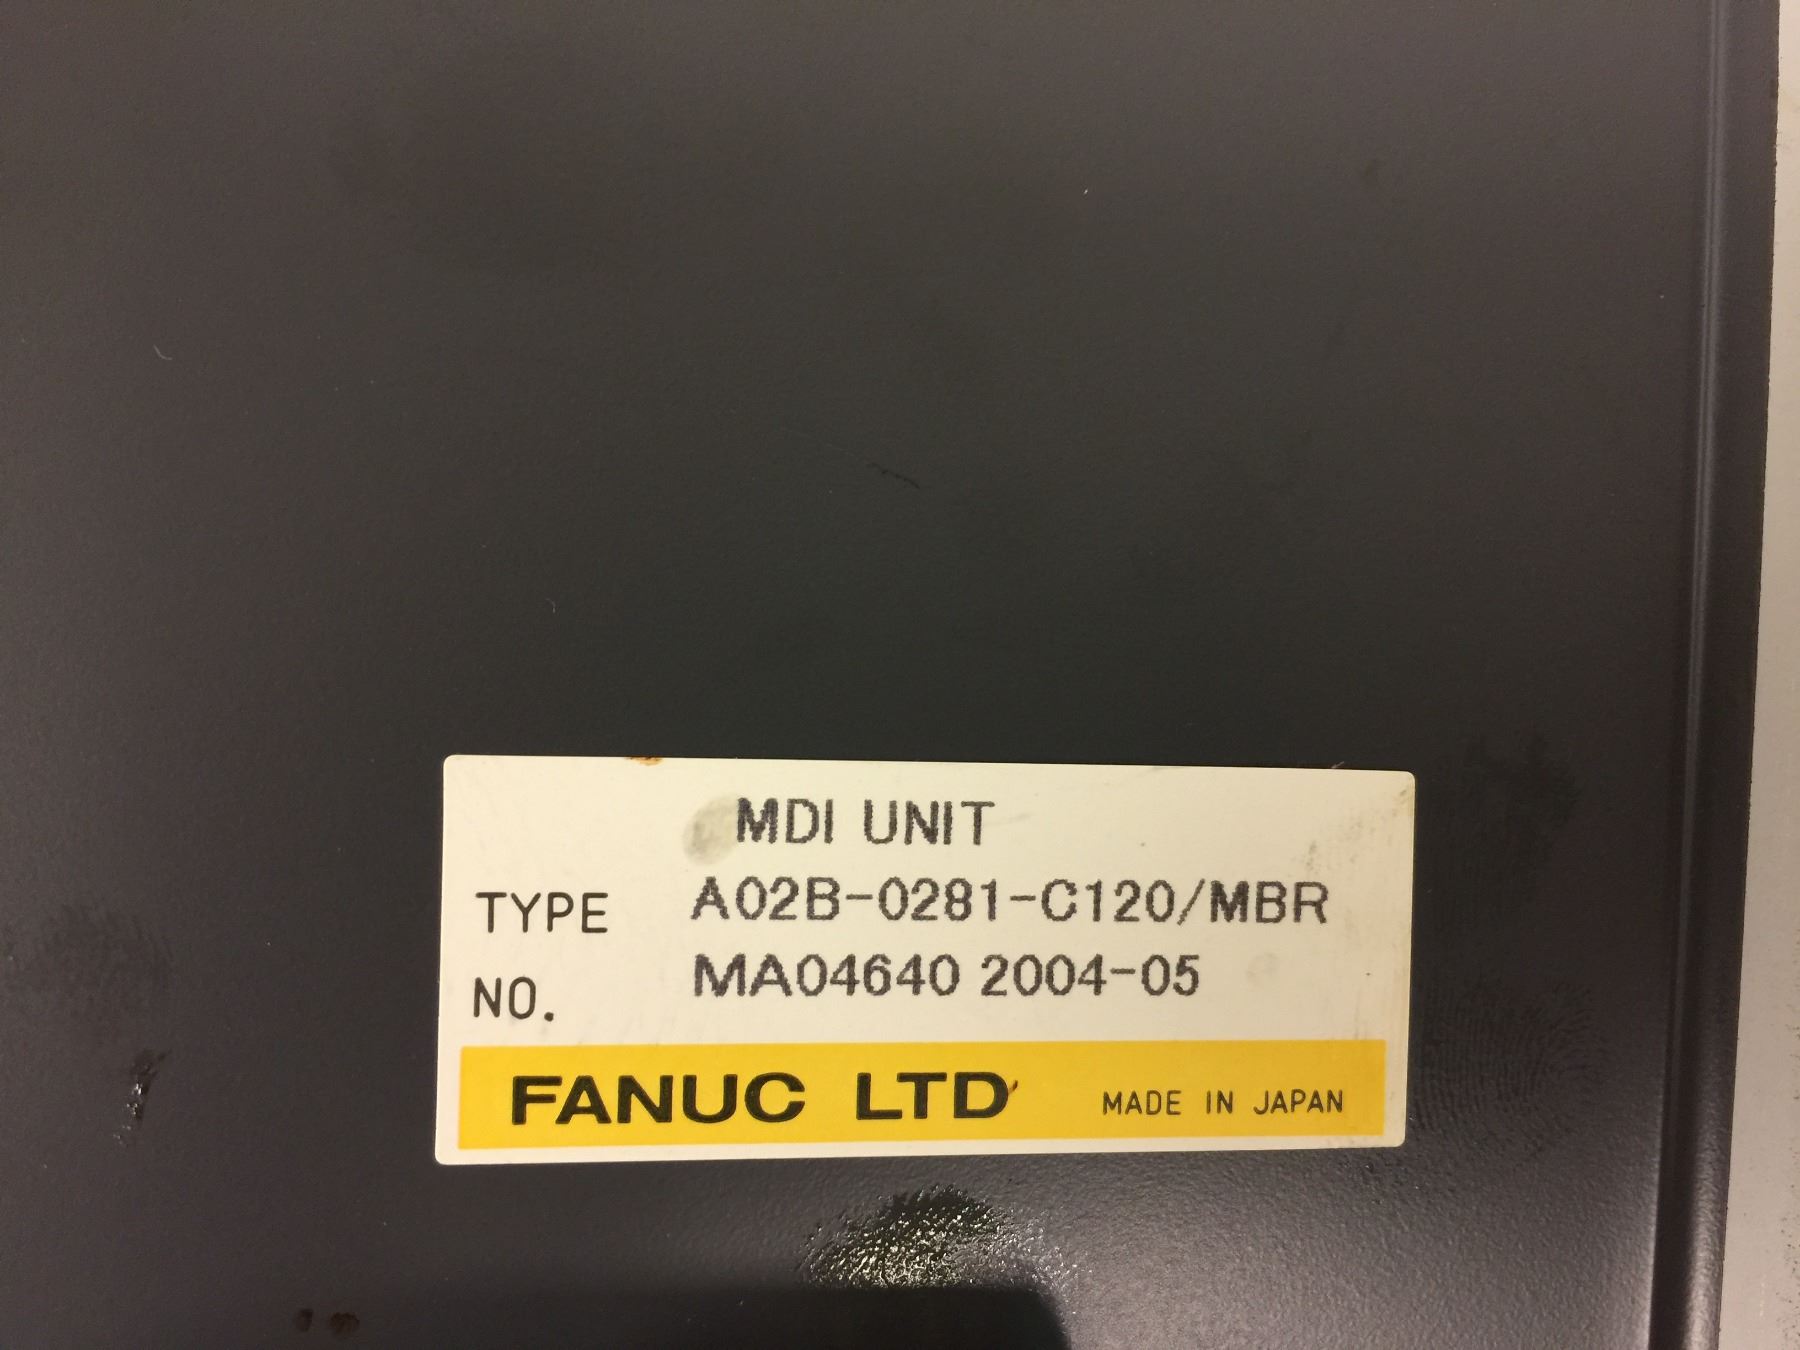 MDI UNIT
TYPE A02B-0281-C120/MBR
NO. MA04640 2004-05
FANUC LTD MADE IN JAPAN